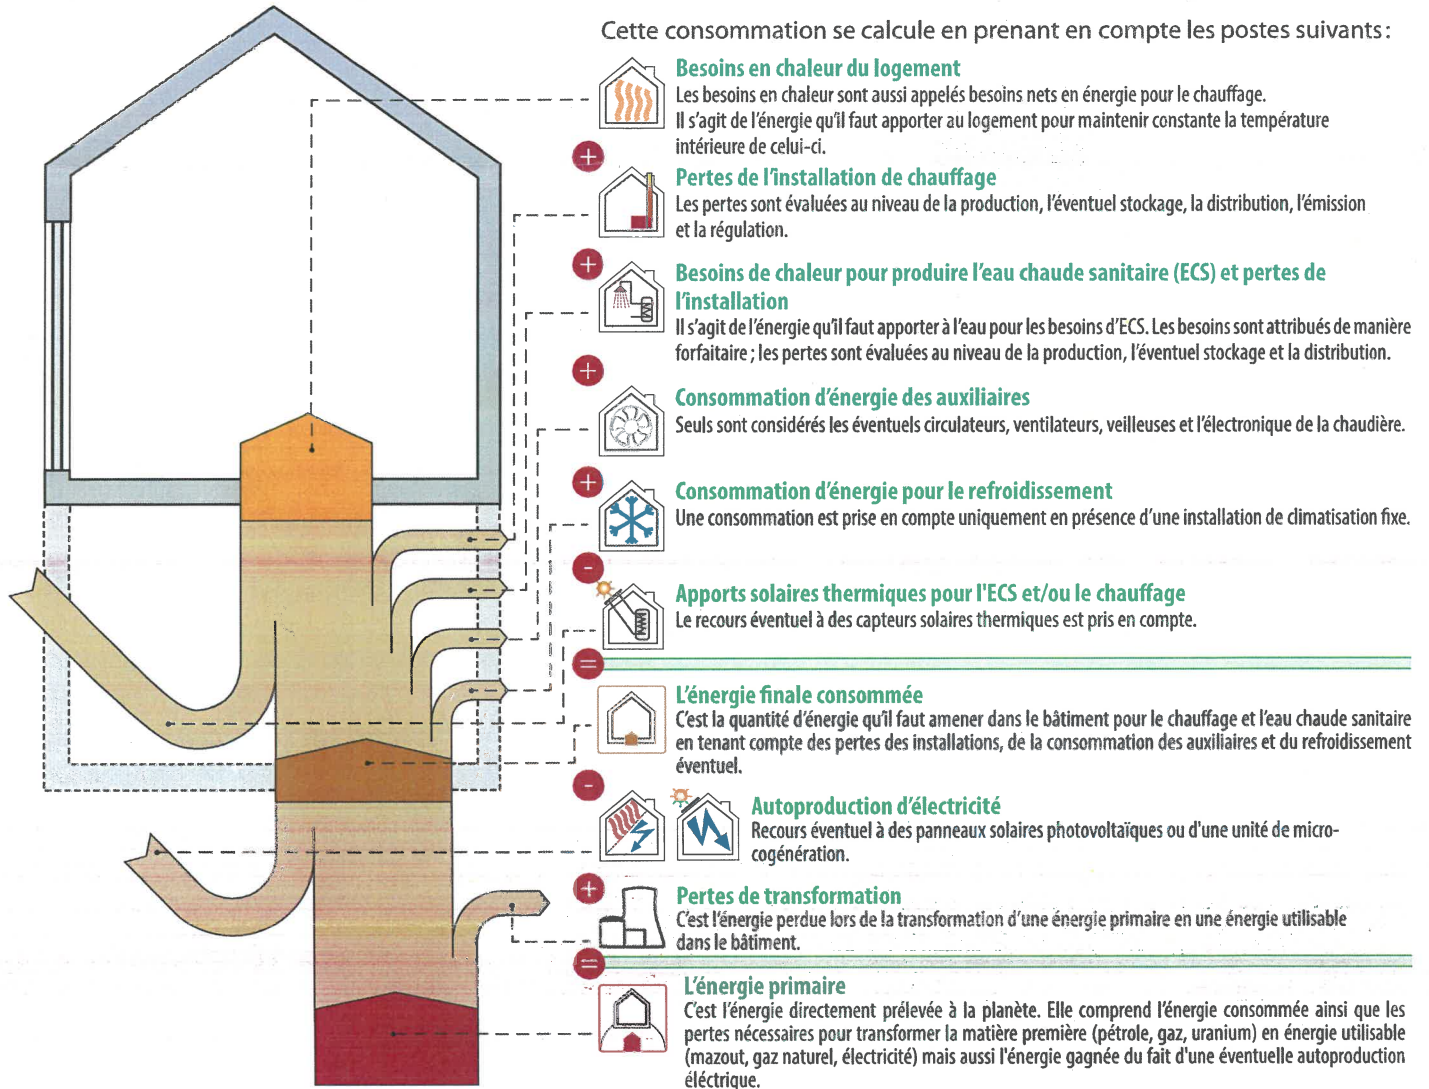 Cette consommation se calcule en prenant en compte les postes suivants:
Besoins en chaleur du logement
Les besoins en chaleur sont aussi appelés besoins nets en énergie pour le chauffage.
Il s'agit de l'énergie qu'il faut apporter au logement pour maintenir constante la température
intérieure de celui-ci.
+
Pertes de l'installation de chauffage
Les pertes sont évaluées au niveau de la production, l'éventuel stockage, la distribution, l'émission
et la régulation.
+
Besoins de chaleur pour produire l'eau chaude sanitaire (ECS) et pertes de
l'installation
Il s'agit de l'énergie qu'il faut apporter à l'eau pour les besoins d'ECS. Les besoins sont attribués de manière
forfaitaire ; les pertes sont évaluées au niveau de la production, l'éventuel stockage et la distribution.
+
Consommation d'énergie des auxiliaires
Seuls sont considérés les éventuels circulateurs, ventilateurs, veilleuses et l'électronique de la chaudière.
+
Consommation d'énergie pour le refroidissement
Une consommation est prise en compte uniquement en présence d'une installation de climatisation fixe.
-
Apports solaires thermiques pour l'ECS et/ou le chauffage
Le recours éventuel à des capteurs solaires thermiques est pris en compte.
=
L'énergie finale consommée
C'est la quantité d'énergie qu'il faut amener dans le bâtiment pour le chauffage et l'eau chaude sanitaire
en tenant compte des pertes des installations, de la consommation des auxiliaires et du refroidissement
éventuel.
-
Autoproduction d'électricité
Recours éventuel à des panneaux solaires photovoltaïques ou d'une unité de micro-
cogénération.
+
Pertes de transformation
C'est l'énergie perdue lors de la transformation d'une énergie primaire en une énergie utilisable
dans le bâtiment.
=
L'énergie primaire
C'est l'énergie directement prélevée à la planète. Elle comprend l'énergie consommée ainsi que les
pertes nécessaires pour transformer la matière première (pétrole, gaz, uranium) en énergie utilisable
(mazout, gaz naturel, électricité) mais aussi l'énergie gagnée du fait d'une éventuelle autoproduction
éléctrique.